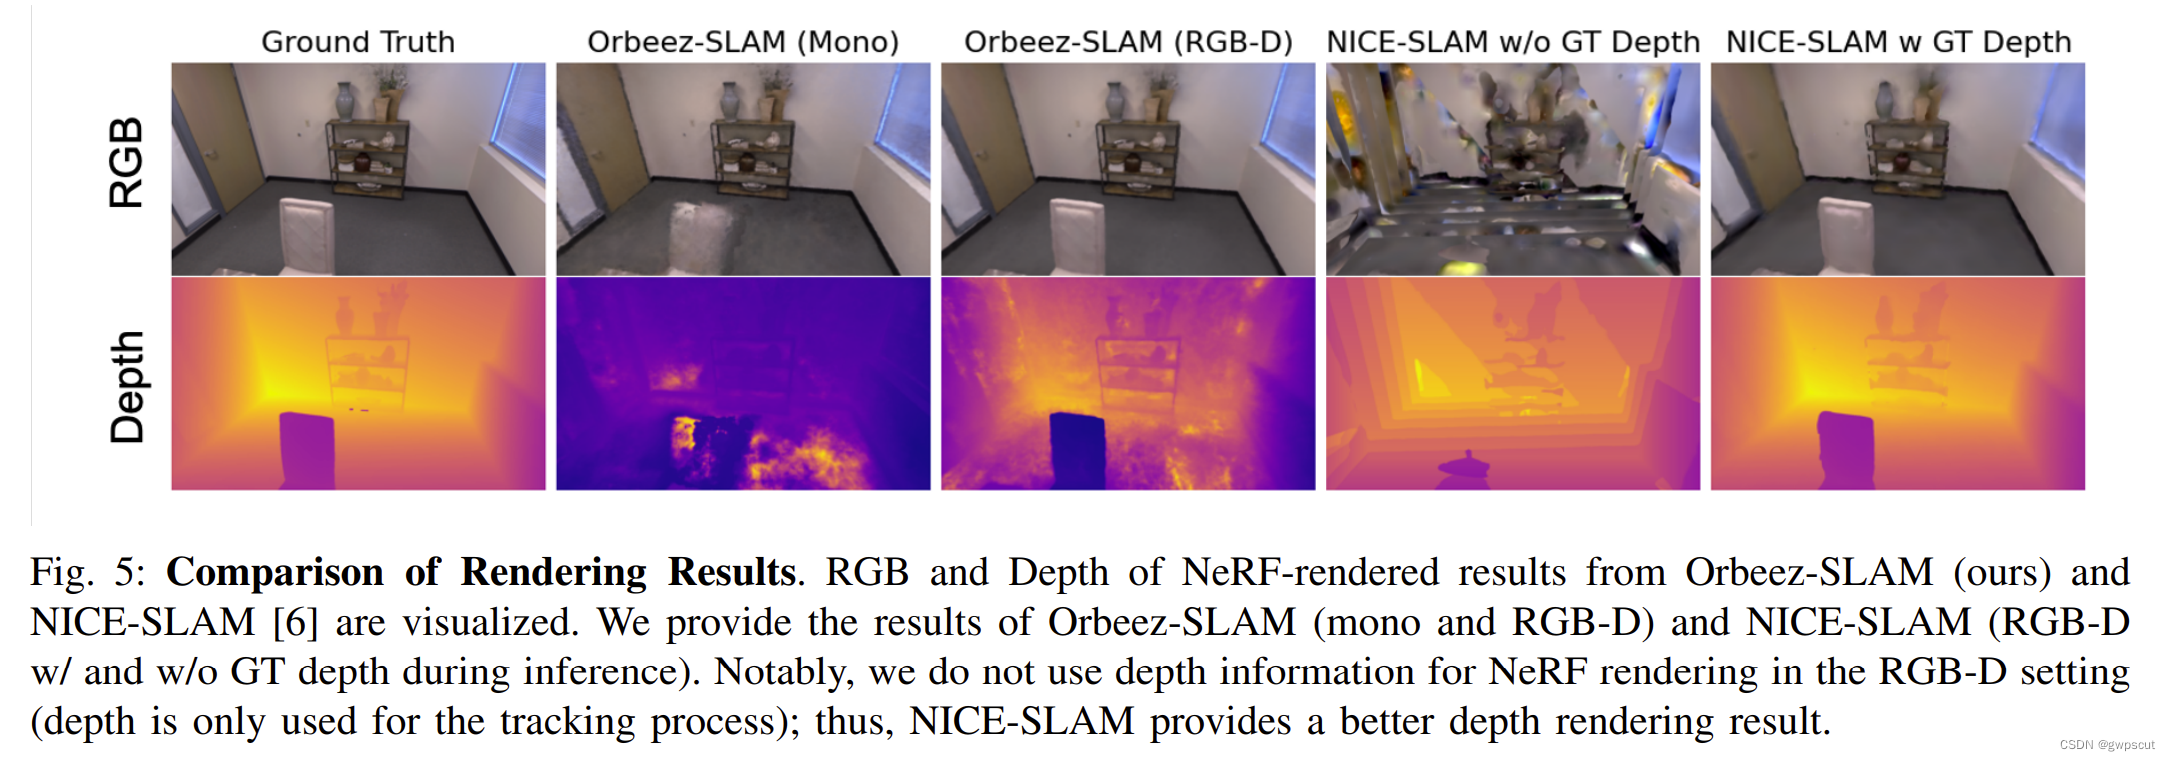 Ground Truth
Orbeez-SLAM (Mono)
Orbeez-SLAM (RGB-D)
NICE-SLAM w/o GT Depth
NICE-SLAM w GT Depth
RGB
Depth
Fig. 5: Comparison of Rendering Results. RGB and Depth of NeRF-rendered results from Orbeez-SLAM (ours) and
NICE-SLAM [6] are visualized. We provide the results of Orbeez-SLAM (mono and RGB-D) and NICE-SLAM (RGB-D
w/ and w/o GT depth during inference). Notably, we do not use depth information for NeRF rendering in the RGB-D setting
(depth is only used for the tracking process); thus, NICE-SLAM provides a better depth rendering result.
CSDN @gwpscut